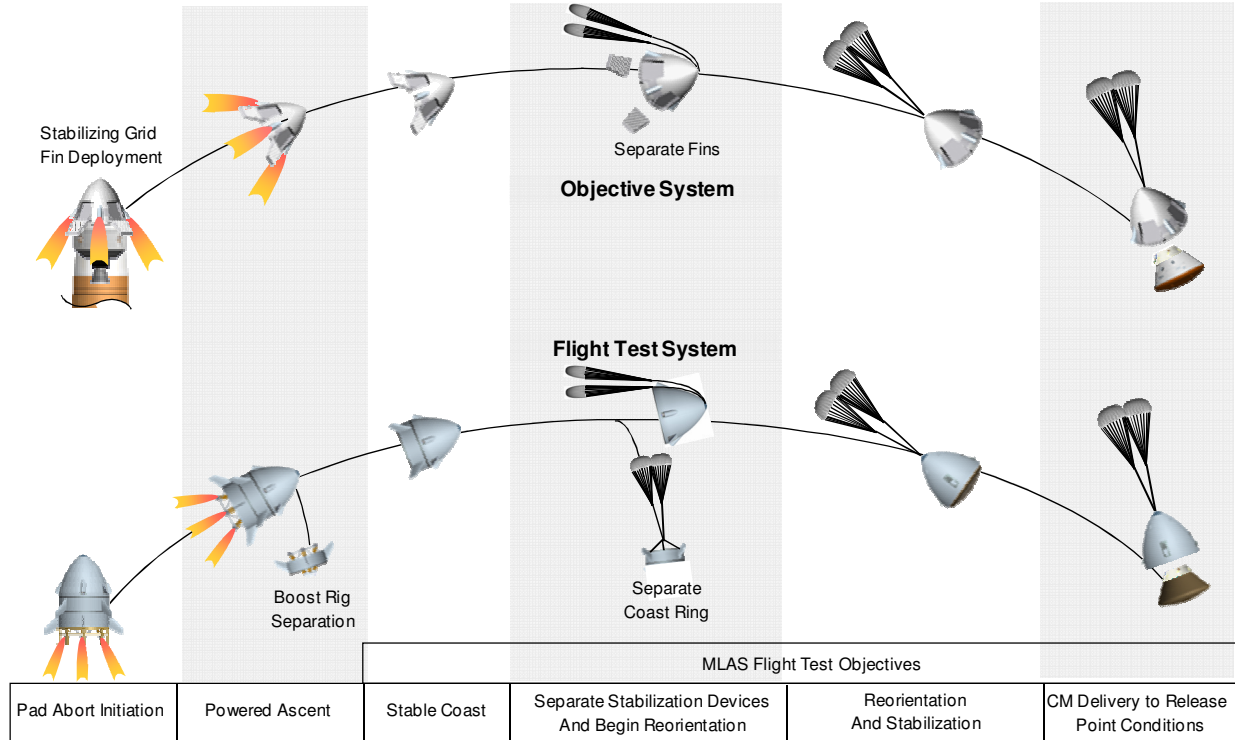 Stabilizing Grid
Fin Deployment
Separate Fins
Objective System
Flight Test System
Boost Rig
Separation
Separate
Coast Ring
MLAS Flight Test Objectives
Pad Abort Initiation
Powered Ascent
Stable Coast
Separate Stabilization Devices
And Begin Reorientation
Reorientation
And Stabilization
CM Delivery to Release
Point Conditions